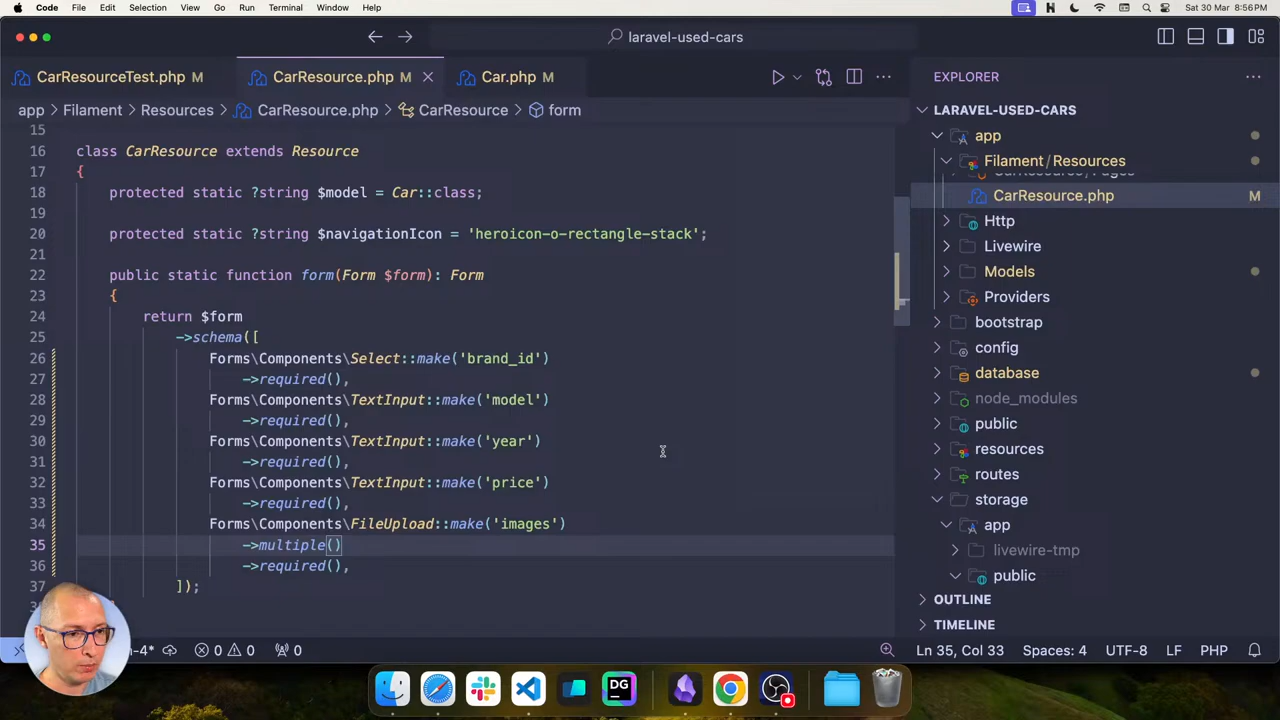 Code File Edit Selection View Go Run Terminal Window Help Sat 30 Mar 8:56 PM
laravel-used-cars
CarResourceTest.php M CarResource.php M Car.php M
app > Filament > Resources > CarResource.php > CarResource > form
15
16 class CarResource extends Resource
17 {
18 protected static ?string $model = Car::class;
19
20 protected static ?string $navigationIcon = 'heroicon-o-rectangle-stack';
21
22 public static function form(Form $form): Form
23 {
24 return $form
25 ->schema([
26 Forms\Components\Select::make('brand_id')
27 ->required(),
28 Forms\Components\TextInput::make('model')
29 ->required(),
30 Forms\Components\TextInput::make('year')
31 ->required(),
32 Forms\Components\TextInput::make('price')
33 ->required(),
34 Forms\Components\FileUpload::make('images')
35 ->multiple()
36 ->required(),
37 ]);
EXPLORER
LARAVEL-USED-CARS
app
Filament/Resources
CarResource/Pages
CarResource.php M
Http
Livewire
Models
Providers
bootstrap
config
database
node_modules
public
resources
routes
storage
app
livewire-tmp
public
OUTLINE
TIMELINE
n-4* 0 0 0 Ln 35, Col 33 Spaces: 4 UTF-8 LF PHP
DG